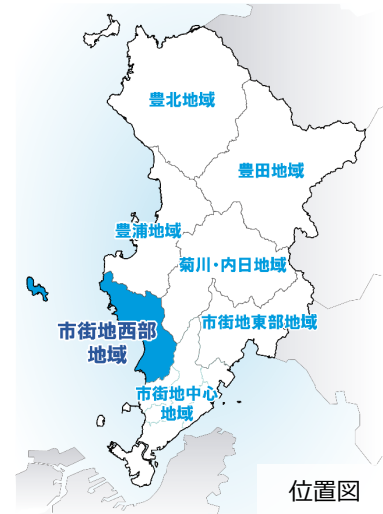 豊北地域
豊田地域
豊浦地域
菊川・内日地域
市街地東部地域
市街地西部
地域
市街地中心
地域
位置図